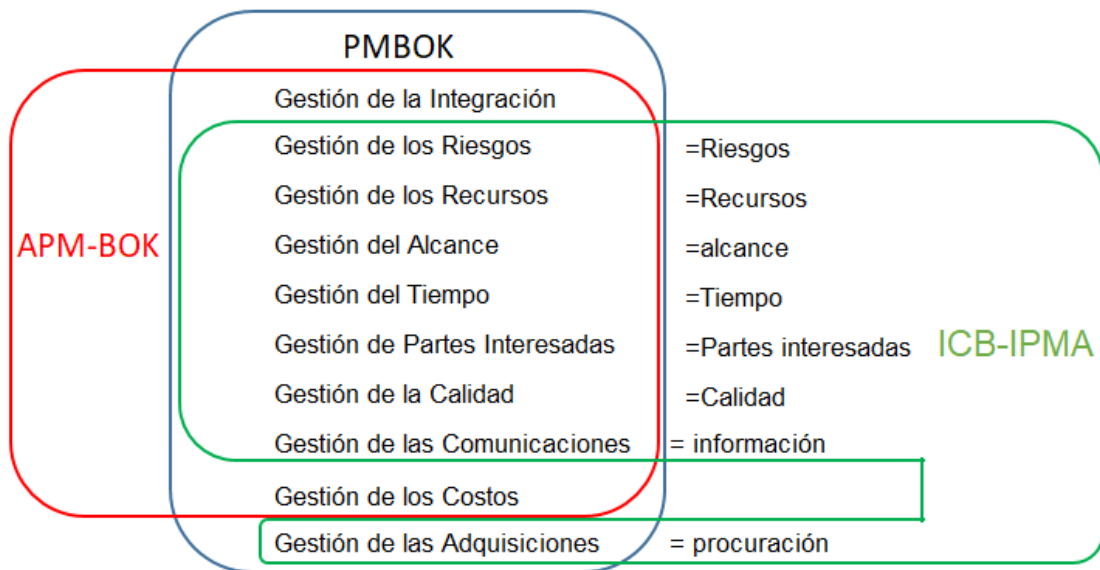 PMBOK
Gestión de la Integración
Gestión de los Riesgos =Riesgos
Gestión de los Recursos =Recursos
APM-BOK Gestión del Alcance =alcance
Gestión del Tiempo =Tiempo
Gestión de Partes Interesadas =Partes interesadas ICB-IPMA
Gestión de la Calidad =Calidad
Gestión de las Comunicaciones = información
Gestión de los Costos
Gestión de las Adquisiciones = procuración